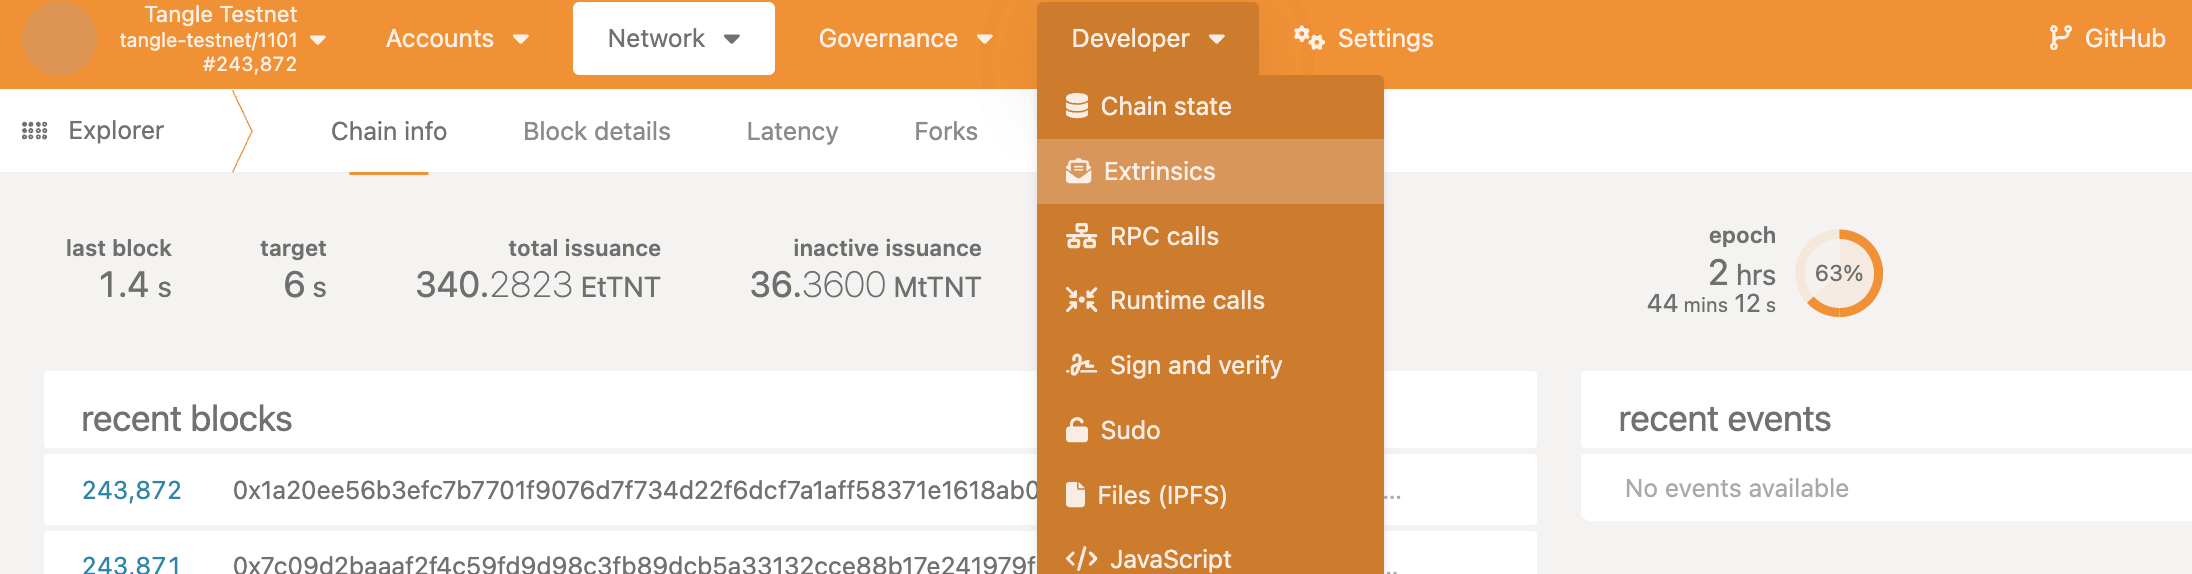 Tangle Testnet
tangle-testnet/1101
#243,872
Accounts
Network
Governance
Developer
Settings
GitHub
Explorer
Chain info
Block details
Latency
Forks
Chain state
Extrinsics
RPC calls
Runtime calls
Sign and verify
Sudo
Files (IPFS)
JavaScript
last block
1.4 s
target
6 s
total issuance
340.2823 EtTNT
inactive issuance
36.3600 MtTNT
epoch
2 hrs
44 mins 12 s
63%
recent blocks
243,872 0x1a20ee56b3efc7b7701f9076d7f734d22f6dcf7a1aff58371e1618ab0...
243,871 0x7c09d2baaaf2f4c59fd9d98c3fb89dcb5a33132cce88b17e241979f...
recent events
No events available